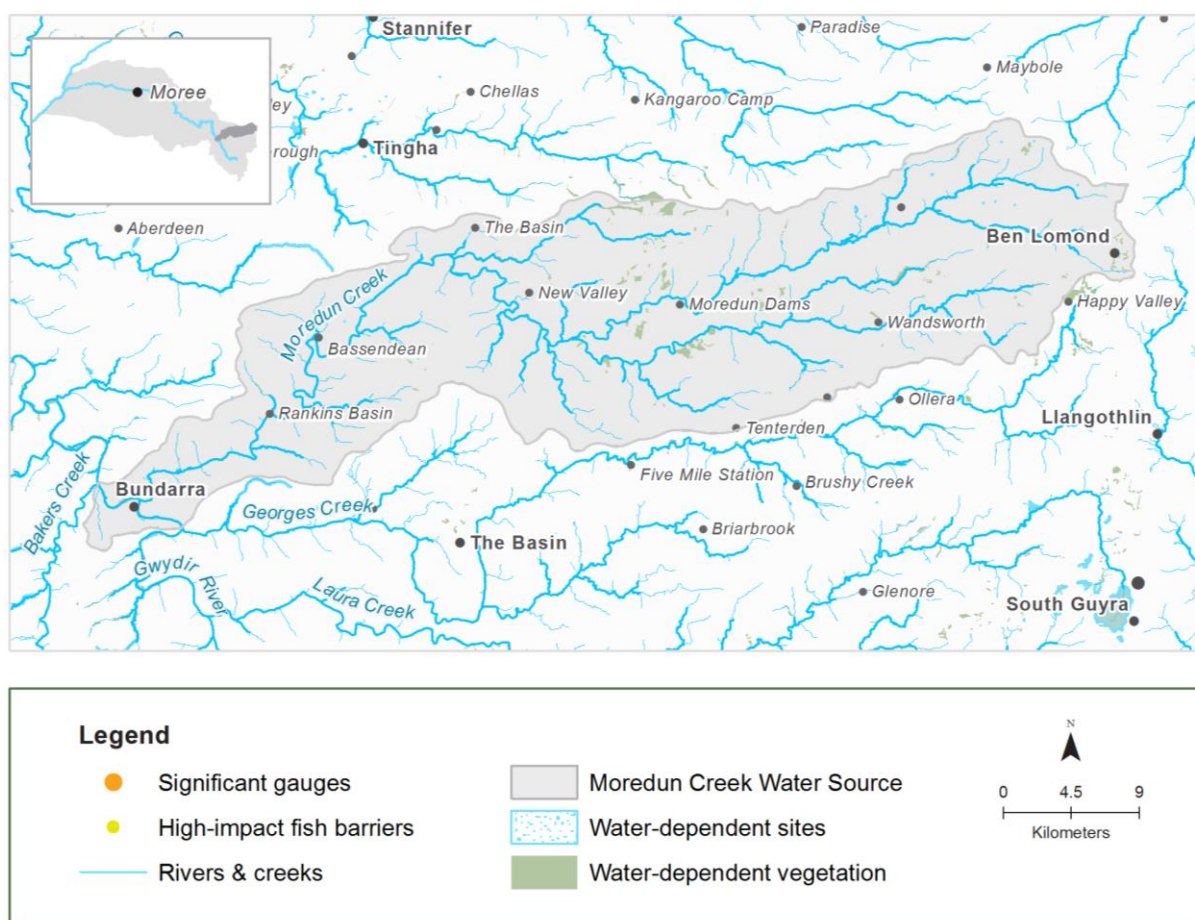 Stannifer
Paradise
Maybole
Moree
ley
Chellas
Kangaroo Camp
rough
Tingha
Aberdeen
The Basin
Ben Lomond
Moredun Creek
New Valley
Moredun Dams
Happy Valley
Wandsworth
Bassendean
Rankins Basin
Ollera
Tenterden
Llangothlin
Bakers Creek
Five Mile Station
Brushy Creek
Bundarra
Georges Creek
Briarbrook
The Basin
Gwydir River
Laura Creek
Glenore
South Guyra
Legend
Significant gauges
High-impact fish barriers
Rivers & creeks
Moredun Creek Water Source
Water-dependent sites
Water-dependent vegetation
N
0 4.5 9
Kilometers